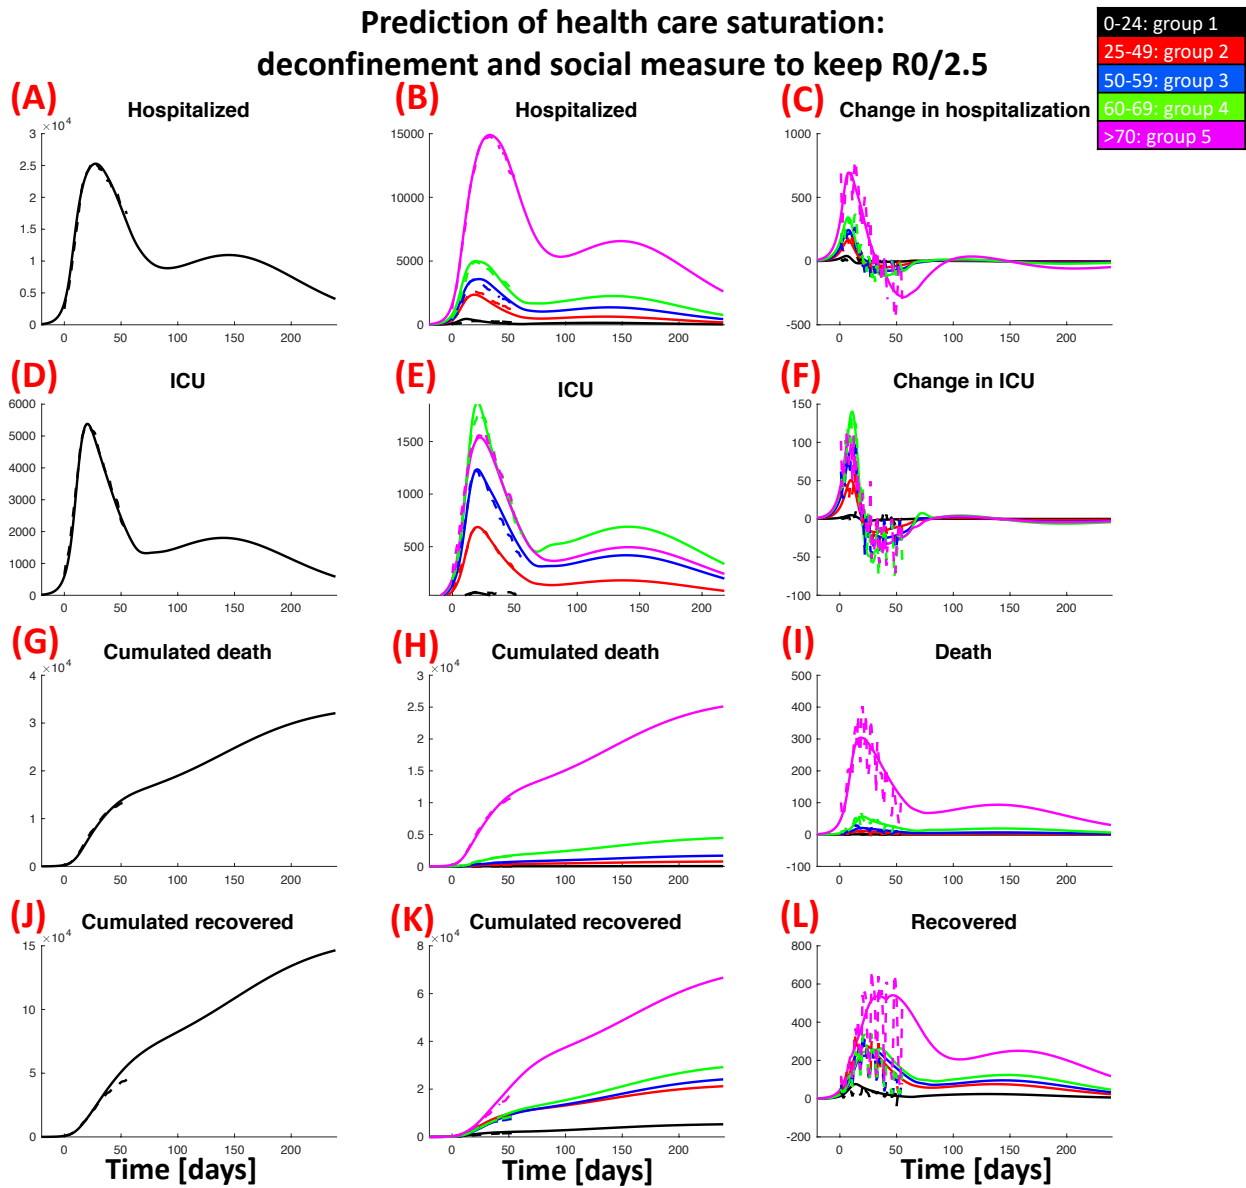 Prediction of health care saturation:
deconfinement and social measure to keep R0/2.5
0-24: group 1
25-49: group 2
50-59: group 3
60-69: group 4
>70: group 5
(A)
Hospitalized
×10⁴
3
2.5
2
1.5
1
0.5
0
0 50 100 150 200
(B)
Hospitalized
15000
10000
5000
0
0 50 100 150 200
(C)
Change in hospitalization
1000
500
0
-500
0 50 100 150 200
(D)
ICU
6000
5000
4000
3000
2000
1000
0
0 50 100 150 200
(E)
ICU
1500
1000
500
0 50 100 150 200
(F)
Change in ICU
150
100
50
0
-50
-100
0 50 100 150 200
(G)
Cumulated death
×10⁴
4
3
2
1
0
0 50 100 150 200
(H)
Cumulated death
×10⁴
3
2.5
2
1.5
1
0.5
0
0 50 100 150 200
(I)
Death
500
400
300
200
100
0
-100
0 50 100 150 200
(J)
Cumulated recovered
×10⁴
15
10
5
0
0 50 100 150 200
Time [days]
(K)
Cumulated recovered
×10⁴
8
6
4
2
0
0 50 100 150 200
Time [days]
(L)
Recovered
800
600
400
200
0
-200
0 50 100 150 200
Time [days]